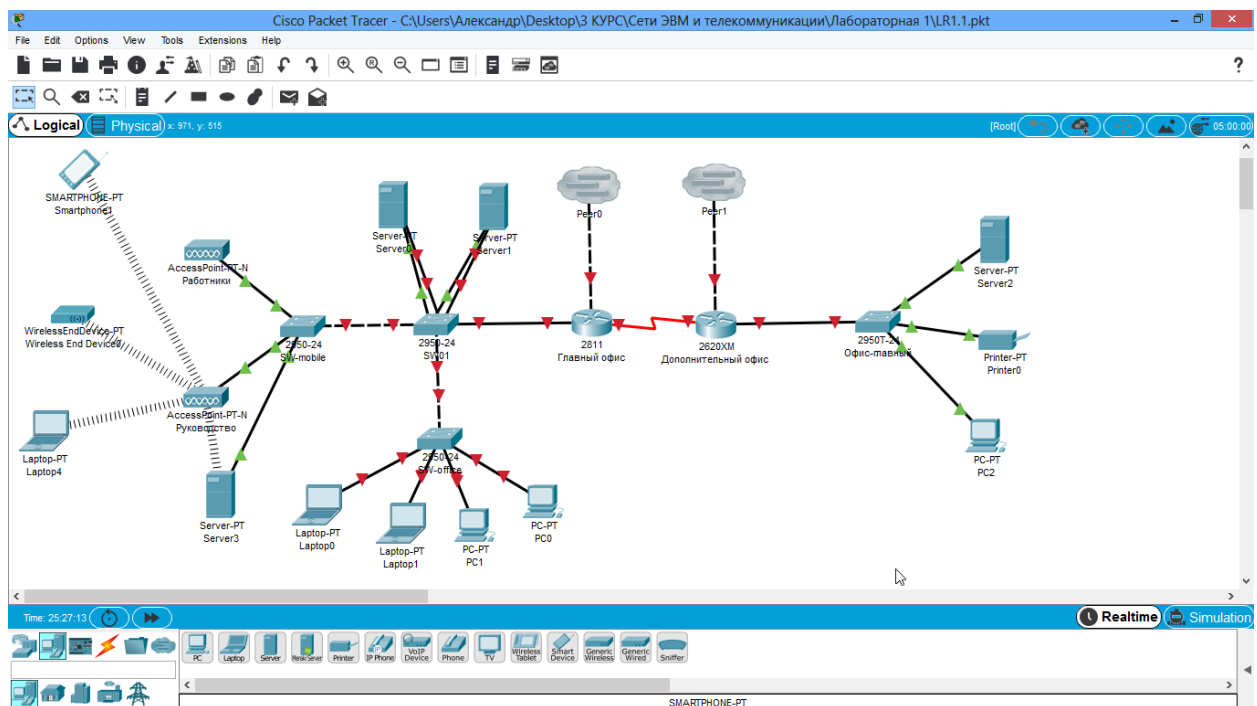 Cisco Packet Tracer - C:\Users\Александр\Desktop\3 КУРС\Сети ЭВМ и телекоммуникации\Лабораторная 1\LR1.1.pkt
File Edit Options View Tools Extensions Help
?
Logical Physical x: 971, y: 515 [Root] 05:00:00
SMARTPHONE-PT
Smartphone1
AccessPoint-PT-N
Работники
WirelessEndDevice-PT
Wireless End Device0
2950-24
SW-mobile
AccessPoint-PT-N
Руководство
Laptop-PT
Laptop4
Server-PT
Server3
Server-PT
Server0
Server-PT
Server1
2950-24
SW01
2950-24
SW-office
Laptop-PT
Laptop0
Laptop-PT
Laptop1
PC-PT
PC1
PC-PT
PC0
Peer0
Peer1
2811
Главный офис
2620XM
Дополнительный офис
2950T-24
Офис-главный
Server-PT
Server2
Printer-PT
Printer0
PC-PT
PC2
Time: 25:27:13 Realtime Simulation
PC Laptop Server Meraki Server Printer IP Phone VoIP Device Phone TV Wireless Tablet Smart Device Generic Wireless Generic Wired Sniffer
SMARTPHONE-PT